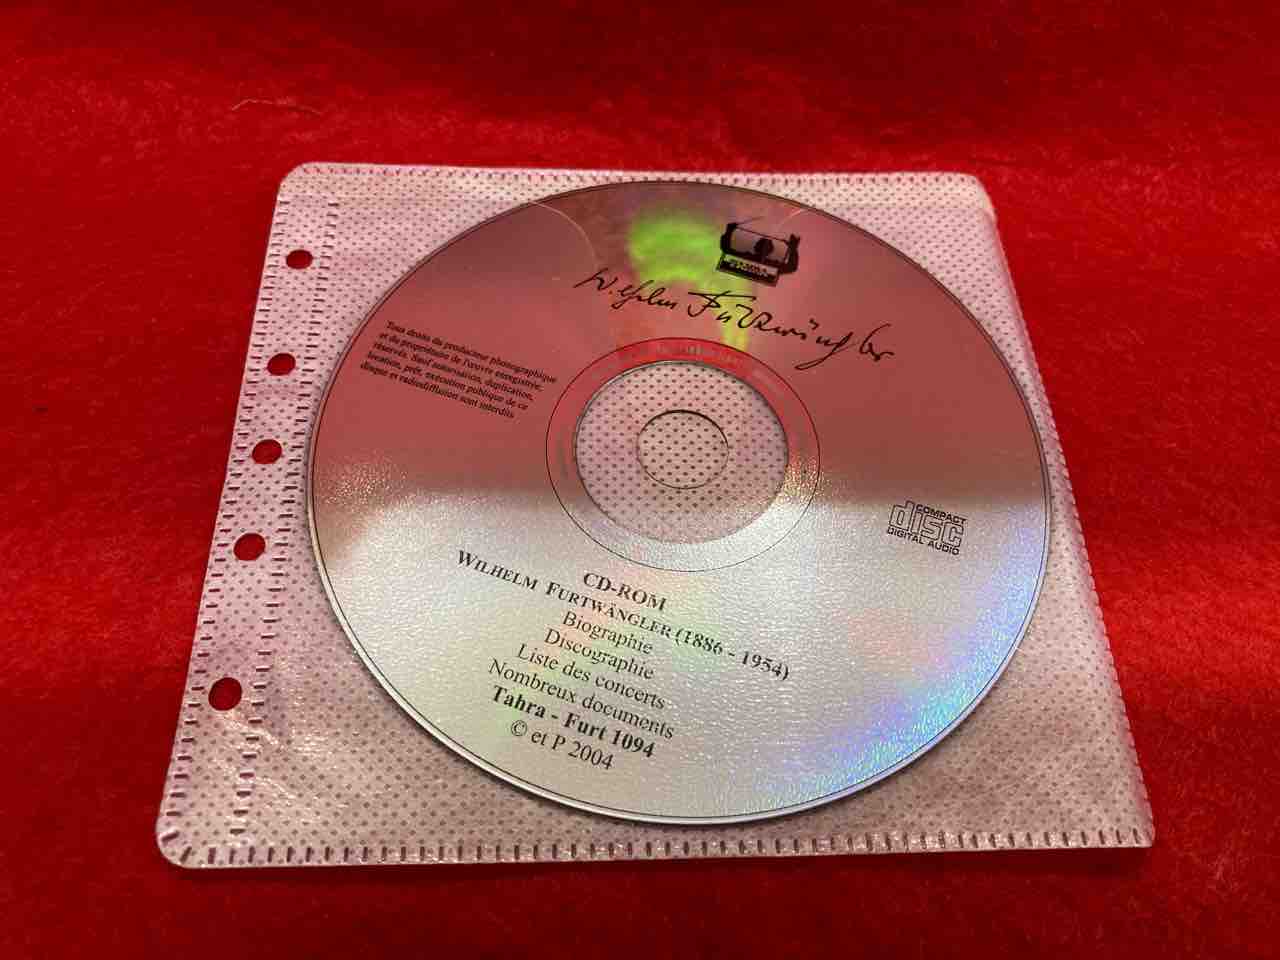 Wilhelm Furtwängler
Tous droits du producteur phonographique
et du propriétaire de l'œuvre enregistrée,
réservés. Sauf autorisation, duplication,
location, prêt, exécution publique de ce
disque et radiodiffusion sont interdits
COMPACT
disc
DIGITAL AUDIO
CD-ROM
WILHELM FURTWÄNGLER (1886 - 1954)
Biographie
Discographie
Liste des concerts
Nombreux documents
Tahra - Furt 1094
© et P 2004